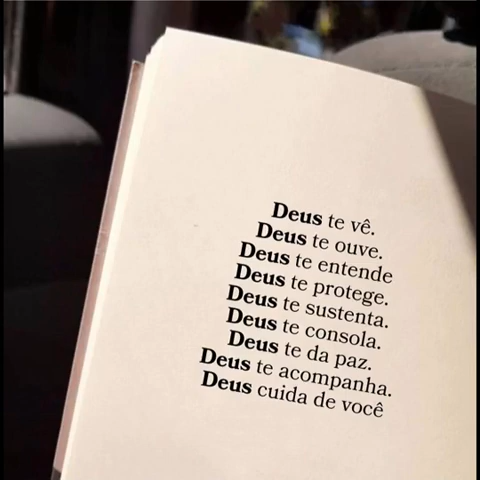 Deus te vê.
Deus te ouve.
Deus te entende
Deus te protege.
Deus te sustenta.
Deus te consola.
Deus te da paz.
Deus te acompanha.
Deus cuida de você